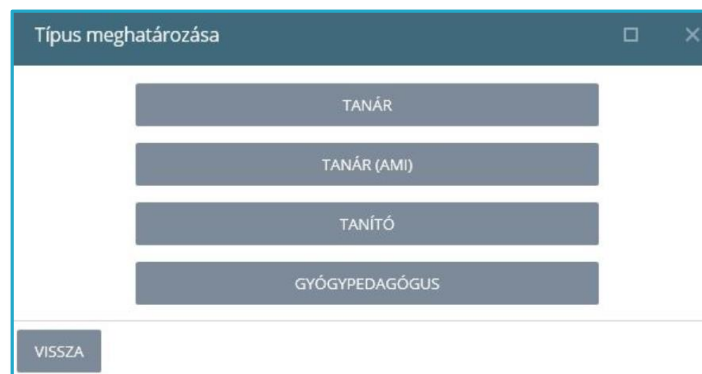 Típus meghatározása
TANÁR
TANÁR (AMI)
TANÍTÓ
GYÓGYPEDAGÓGUS
VISSZA